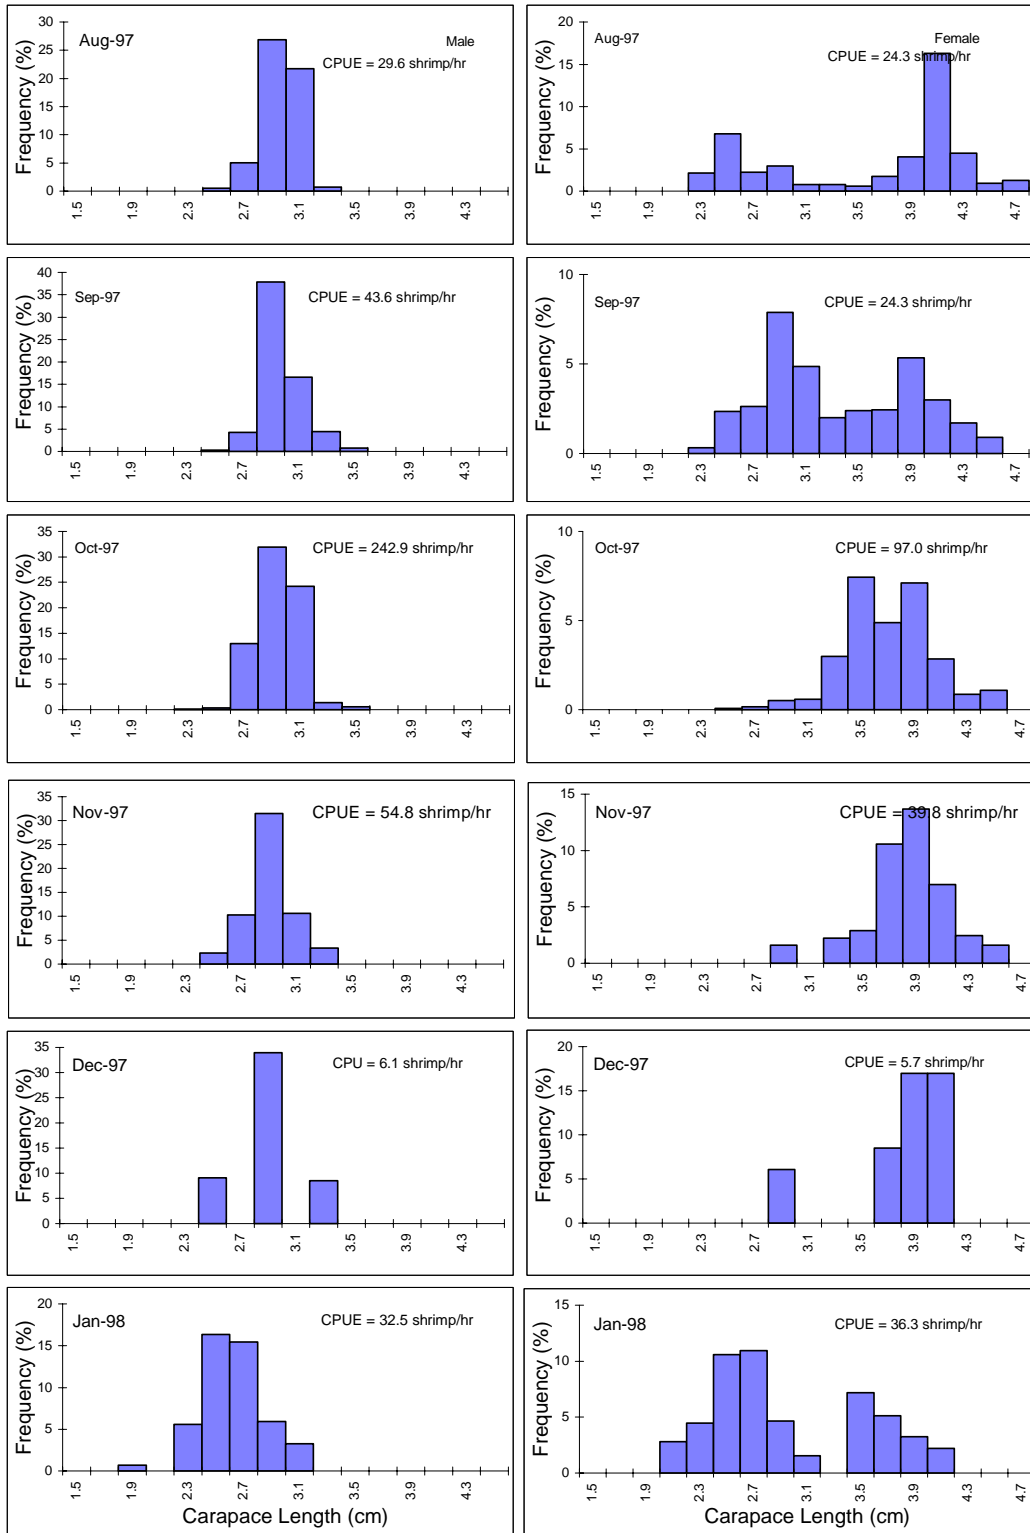 Aug-97
Male
CPUE = 29.6 shrimp/hr
Frequency (%)
30
25
20
15
10
5
0
1.5 1.9 2.3 2.7 3.1 3.5 3.9 4.3
Aug-97
Female
CPUE = 24.3 shrimp/hr
Frequency (%)
20
15
10
5
0
1.5 1.9 2.3 2.7 3.1 3.5 3.9 4.3 4.7
Sep-97
CPUE = 43.6 shrimp/hr
Frequency (%)
40
35
30
25
20
15
10
5
0
1.5 1.9 2.3 2.7 3.1 3.5 3.9 4.3
Sep-97
CPUE = 24.3 shrimp/hr
Frequency (%)
10
5
0
1.5 1.9 2.3 2.7 3.1 3.5 3.9 4.3 4.7
Oct-97
CPUE = 242.9 shrimp/hr
Frequency (%)
35
30
25
20
15
10
5
0
1.5 1.9 2.3 2.7 3.1 3.5 3.9 4.3
Oct-97
CPUE = 97.0 shrimp/hr
Frequency (%)
10
5
0
1.5 1.9 2.3 2.7 3.1 3.5 3.9 4.3 4.7
Nov-97
CPUE = 54.8 shrimp/hr
Frequency (%)
35
30
25
20
15
10
5
0
1.5 1.9 2.3 2.7 3.1 3.5 3.9 4.3
Nov-97
CPUE = 39.8 shrimp/hr
Frequency (%)
15
10
5
0
1.5 1.9 2.3 2.7 3.1 3.5 3.9 4.3 4.7
Dec-97
CPU = 6.1 shrimp/hr
Frequency (%)
35
30
25
20
15
10
5
0
1.5 1.9 2.3 2.7 3.1 3.5 3.9 4.3
Dec-97
CPUE = 5.7 shrimp/hr
Frequency (%)
20
15
10
5
0
1.5 1.9 2.3 2.7 3.1 3.5 3.9 4.3 4.7
Jan-98
CPUE = 32.5 shrimp/hr
Frequency (%)
20
15
10
5
0
1.5 1.9 2.3 2.7 3.1 3.5 3.9 4.3
Carapace Length (cm)
Jan-98
CPUE = 36.3 shrimp/hr
Frequency (%)
15
10
5
0
1.5 1.9 2.3 2.7 3.1 3.5 3.9 4.3 4.7
Carapace Length (cm)